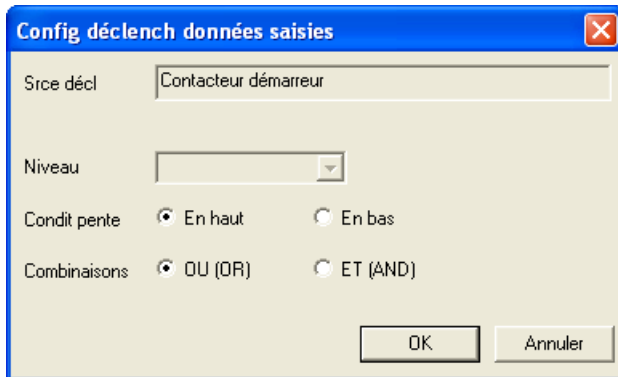 Config déclench données saisies
Srce décl Contacteur démarreur
Niveau
Condit pente En haut En bas
Combinaisons OU (OR) ET (AND)
OK Annuler